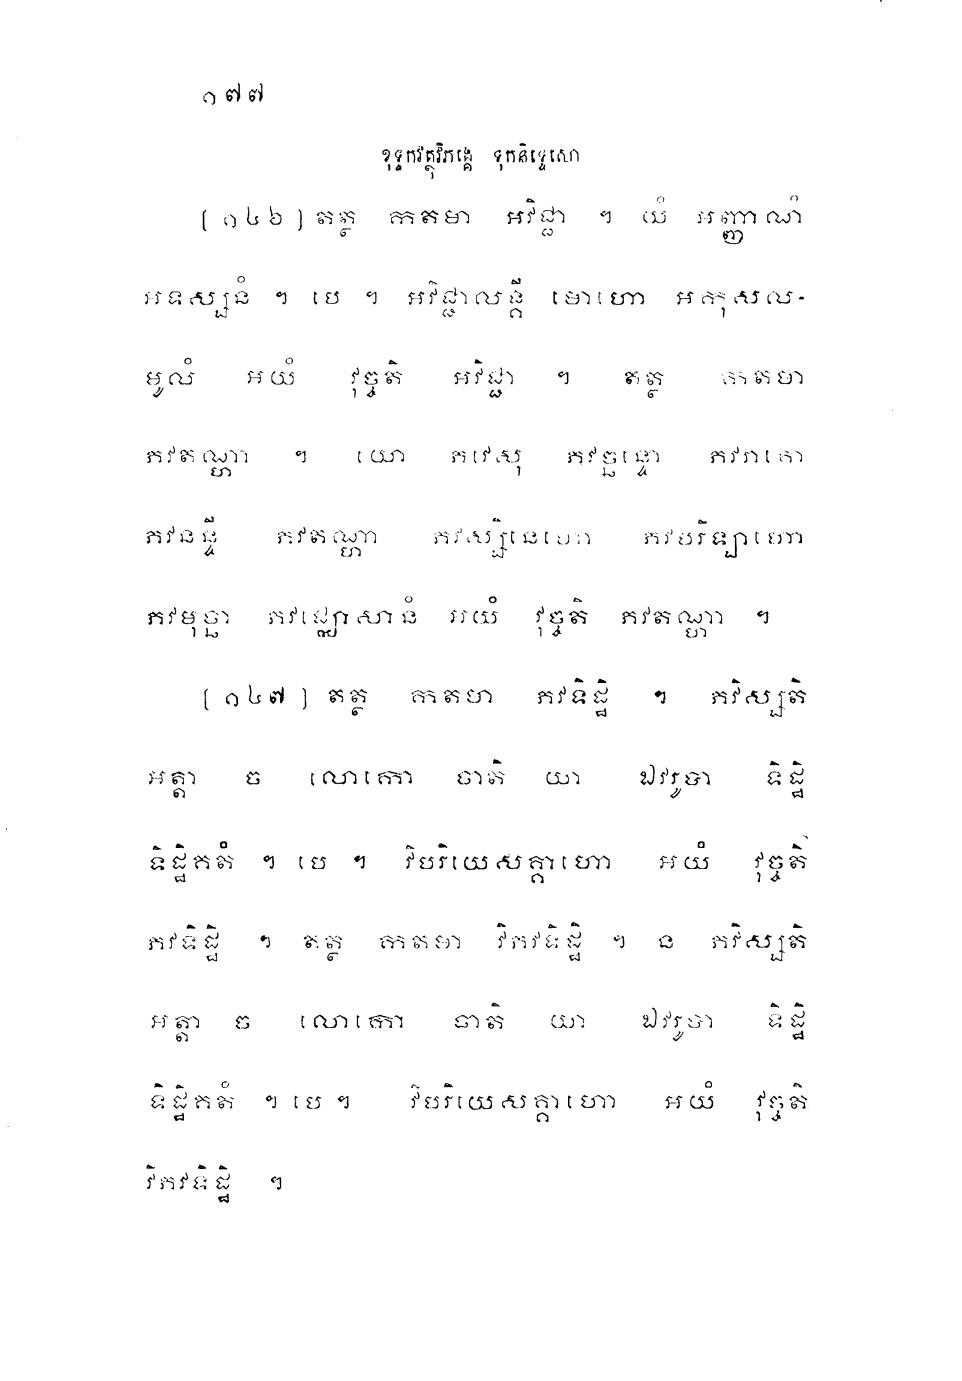 ១៧៧
ខុទ្ទកវត្ថុវិភង្គេ ទុកនិទ្ទេសោ
[១៤៦] តត្ថ កតមា អវិជ្ជា ។ យំ អញ្ញាណំ
អទស្សនំ ។ បេ ។ អវិជ្ជាលង្គី មោហោ អកុសល-
មូលំ អយំ វុច្ចតិ អវិជ្ជា ។ តត្ថ កតមា
ភវតណ្ហា ។ យោ ភវេសុ ភវច្ឆន្ទោ ភវរាគោ
ភវនន្ទី ភវតណ្ហា ភវស្សិនេហោ ភវបរិឡាហោ
ភវមុច្ឆា ភវជ្ឈោសានំ អយំ វុច្ចតិ ភវតណ្ហា ។
[១៤៧] តត្ថ កតមា ភវទិដ្ឋិ ។ ភវិស្សតិ
អត្តា ច លោកោ ចាតិ យា ឯវរូបា ទិដ្ឋិ
ទិដ្ឋិគតំ ។ បេ ។ វិបរិយេសគ្គាហោ អយំ វុច្ចតិ
ភវទិដ្ឋិ ។ តត្ថ កតមា វិភវទិដ្ឋិ ។ ន ភវិស្សតិ
អត្តា ច លោកោ ចាតិ យា ឯវរូបា ទិដ្ឋិ
ទិដ្ឋិគតំ ។ បេ ។ វិបរិយេសគ្គាហោ អយំ វុច្ចតិ
វិភវទិដ្ឋិ ។